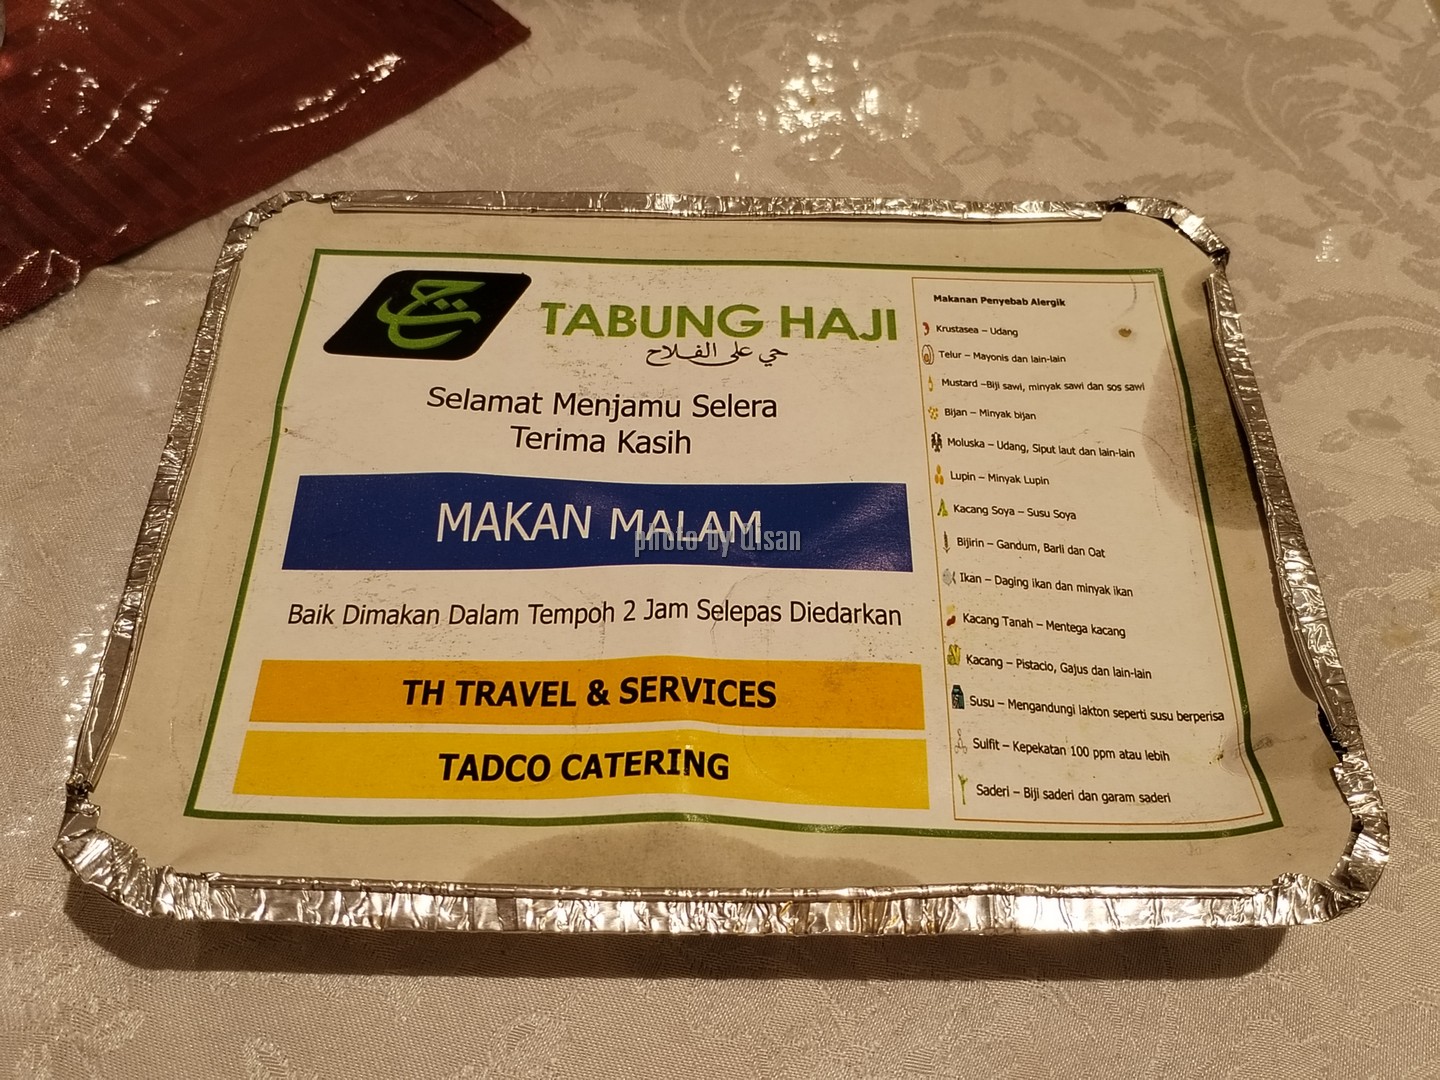 TABUNG HAJI
حي على الفلاح
Selamat Menjamu Selera
Terima Kasih
MAKAN MALAM
photo by Qisan
Baik Dimakan Dalam Tempoh 2 Jam Selepas Diedarkan
TH TRAVEL & SERVICES
TADCO CATERING
Makanan Penyebab Alergik
Krustasea – Udang
Telur – Mayonis dan lain-lain
Mustard –Biji sawi, minyak sawi dan sos sawi
Bijan – Minyak bijan
Moluska – Udang, Siput laut dan lain-lain
Lupin – Minyak Lupin
Kacang Soya – Susu Soya
Bijirin – Gandum, Barli dan Oat
Ikan – Daging ikan dan minyak ikan
Kacang Tanah – Mentega kacang
Kacang – Pistacio, Gajus dan lain-lain
Susu – Mengandungi lakton seperti susu berperisa
Sulfit – Kepekatan 100 ppm atau lebih
Saderi – Biji saderi dan garam saderi